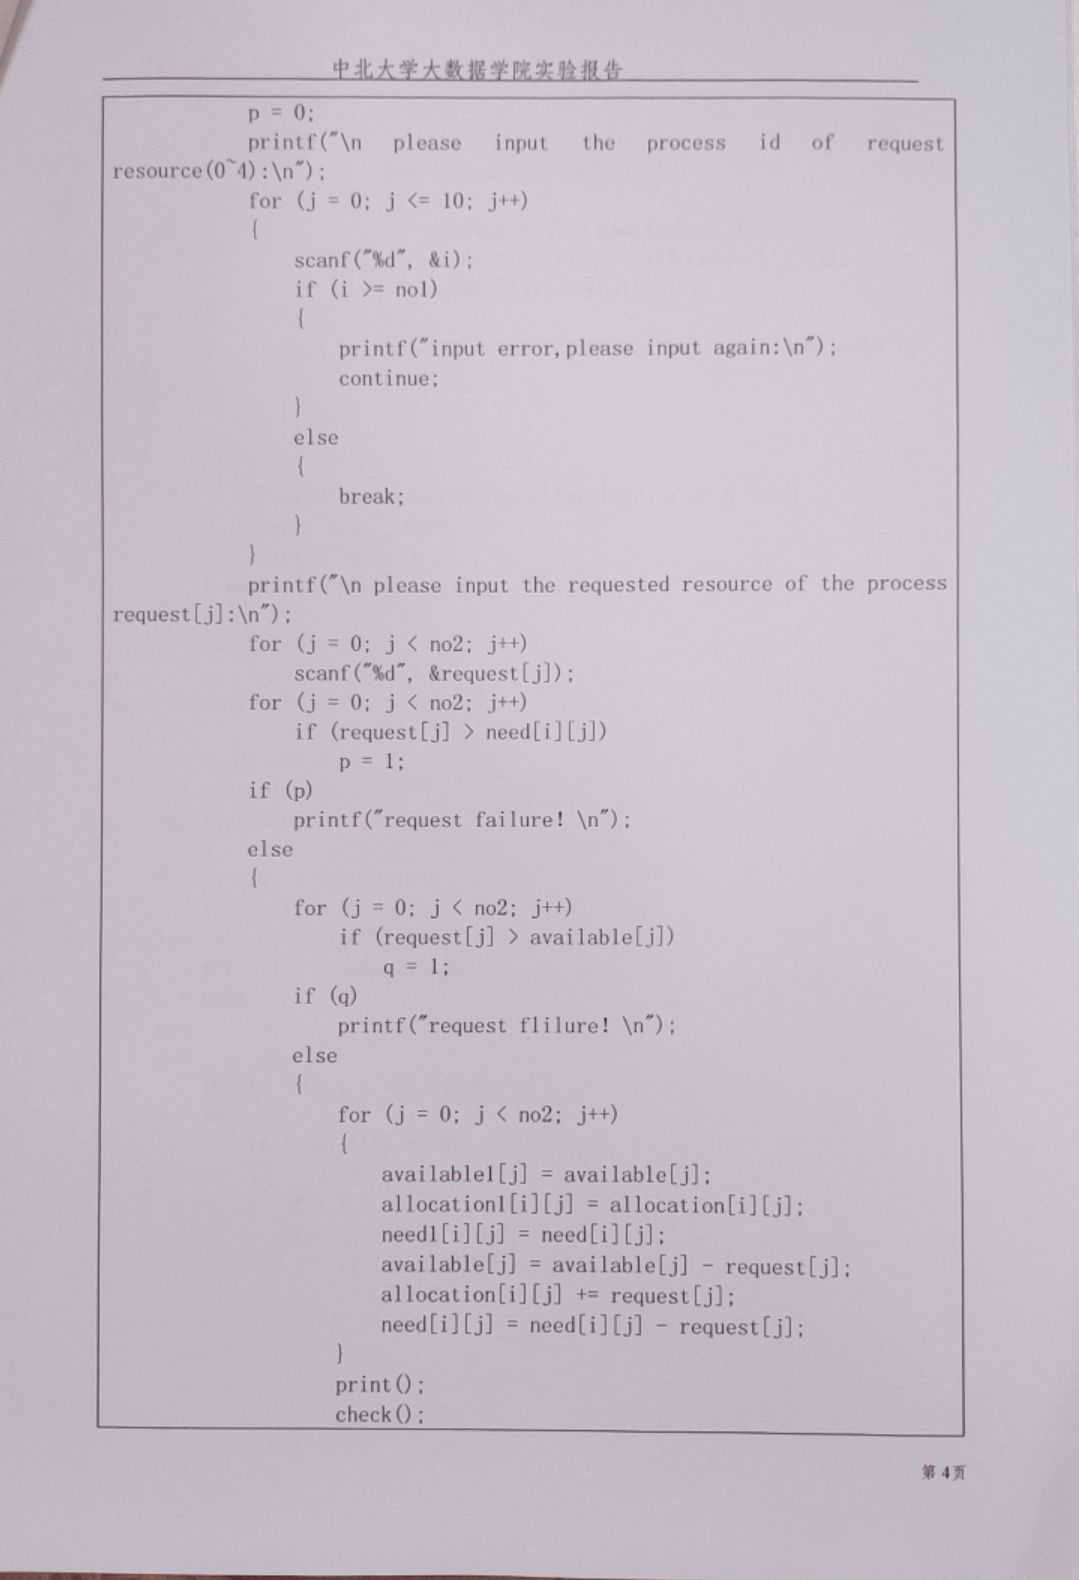 中北大学大数据学院实验报告
p = 0;
printf("\n please input the process id of request
resource(0~4):\n");
for (j = 0; j <= 10; j++)
{
scanf("%d", &i);
if (i >= no1)
{
printf("input error,please input again:\n");
continue;
}
else
{
break;
}
}
printf("\n please input the requested resource of the process
request[j]:\n");
for (j = 0; j < no2; j++)
scanf("%d", &request[j]);
for (j = 0; j < no2; j++)
if (request[j] > need[i][j])
p = 1;
if (p)
printf("request failure! \n");
else
{
for (j = 0; j < no2; j++)
if (request[j] > available[j])
q = 1;
if (q)
printf("request flilure! \n");
else
{
for (j = 0; j < no2; j++)
{
available1[j] = available[j];
allocation1[i][j] = allocation[i][j];
need1[i][j] = need[i][j];
available[j] = available[j] - request[j];
allocation[i][j] += request[j];
need[i][j] = need[i][j] - request[j];
}
print();
check();
第 4页